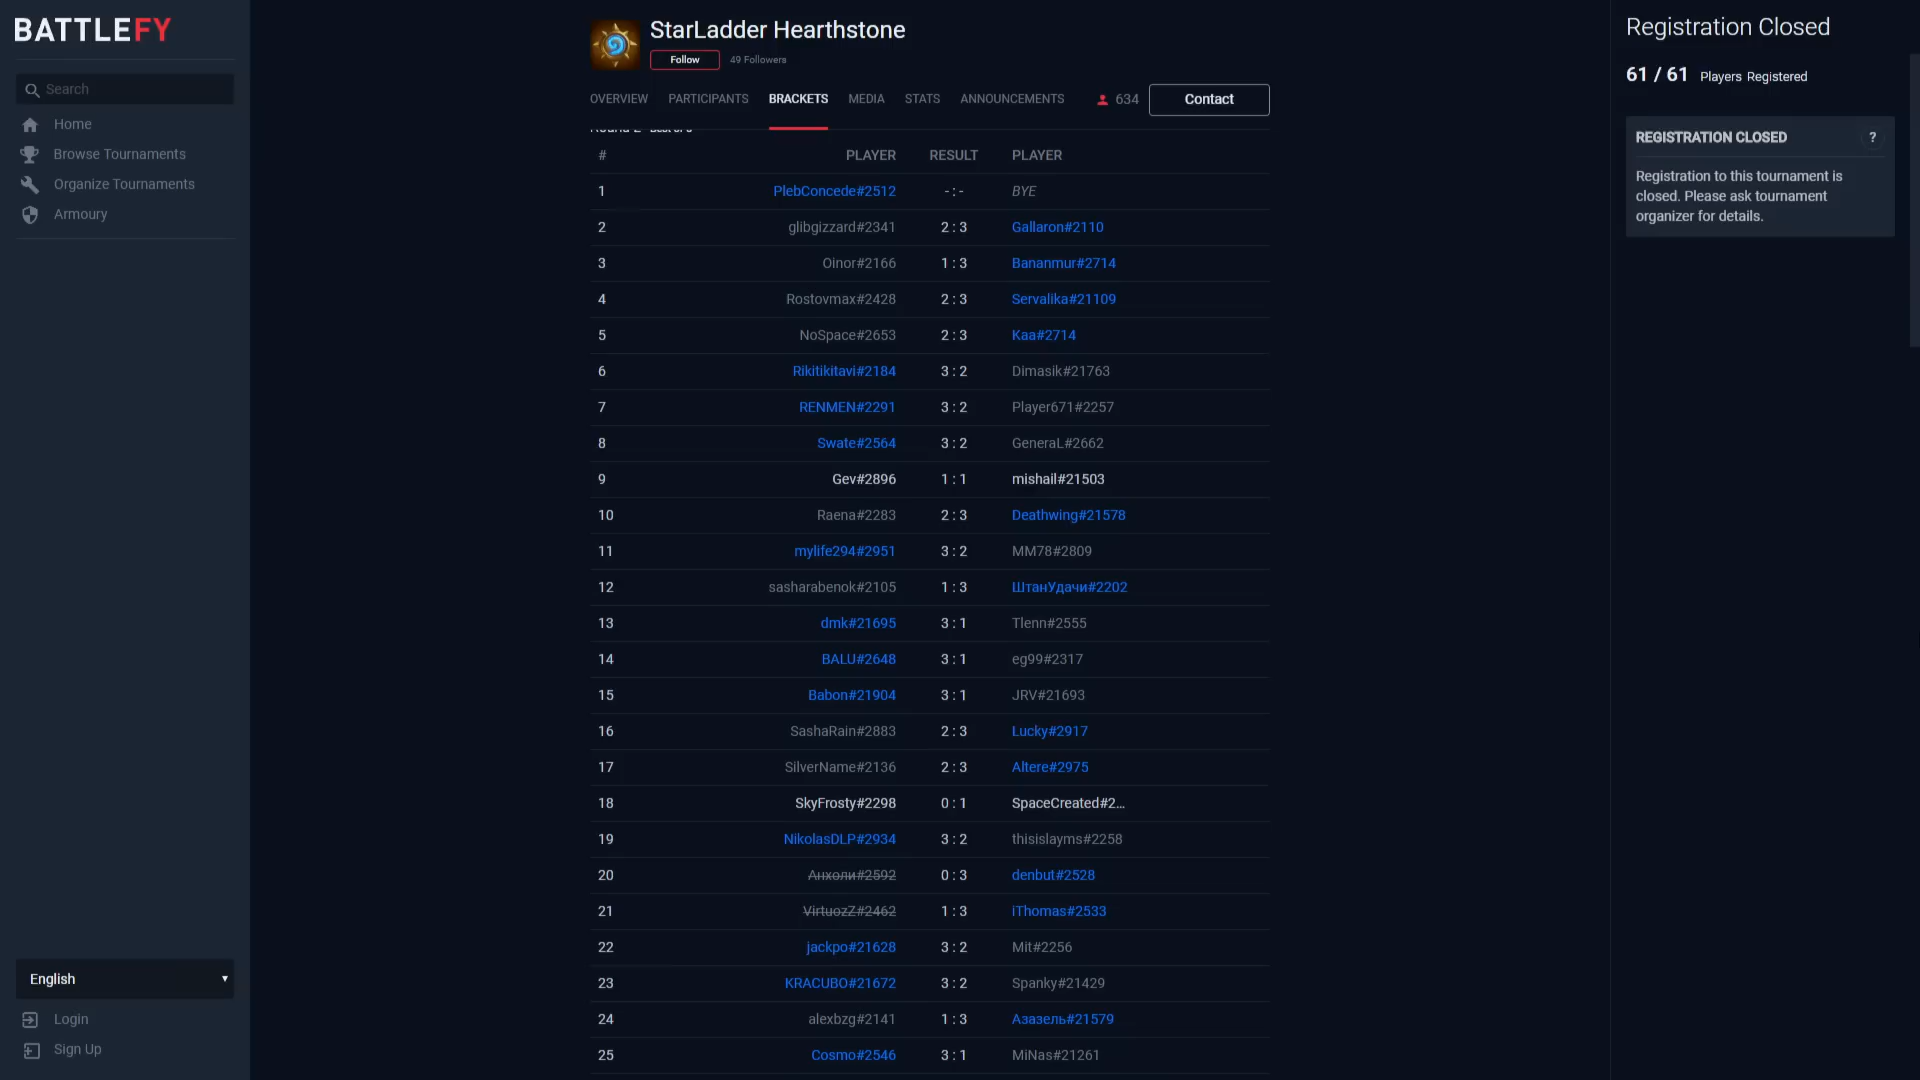 BATTLEFY
Search
Home
Browse Tournaments
Organize Tournaments
Armoury
English
Login
Sign Up
StarLadder Hearthstone
Follow 49 Followers
OVERVIEW PARTICIPANTS BRACKETS MEDIA STATS ANNOUNCEMENTS 634 Contact
# PLAYER RESULT PLAYER
1 PlebConcede#2512 - : - BYE
2 glibgizzard#2341 2 : 3 Gallaron#2110
3 Oinor#2166 1 : 3 Bananmur#2714
4 Rostovmax#2428 2 : 3 Servalika#21109
5 NoSpace#2653 2 : 3 Kaa#2714
6 Rikitikitavi#2184 3 : 2 Dimasik#21763
7 RENMEN#2291 3 : 2 Player671#2257
8 Swate#2564 3 : 2 GeneraL#2662
9 Gev#2896 1 : 1 mishail#21503
10 Raena#2283 2 : 3 Deathwing#21578
11 mylife294#2951 3 : 2 MM78#2809
12 sasharabenok#2105 1 : 3 ШтанУдачи#2202
13 dmk#21695 3 : 1 Tlenn#2555
14 BALU#2648 3 : 1 eg99#2317
15 Babon#21904 3 : 1 JRV#21693
16 SashaRain#2883 2 : 3 Lucky#2917
17 SilverName#2136 2 : 3 Altere#2975
18 SkyFrosty#2298 0 : 1 SpaceCreated#2...
19 NikolasDLP#2934 3 : 2 thisislayms#2258
20 Анхоли#2592 0 : 3 denbut#2528
21 VirtuozZ#2462 1 : 3 iThomas#2533
22 jackpo#21628 3 : 2 Mit#2256
23 KRACUBO#21672 3 : 2 Spanky#21429
24 alexbzg#2141 1 : 3 Азазель#21579
25 Cosmo#2546 3 : 1 MiNas#21261
Registration Closed
61 / 61 Players Registered
REGISTRATION CLOSED ?
Registration to this tournament is
closed. Please ask tournament
organizer for details.